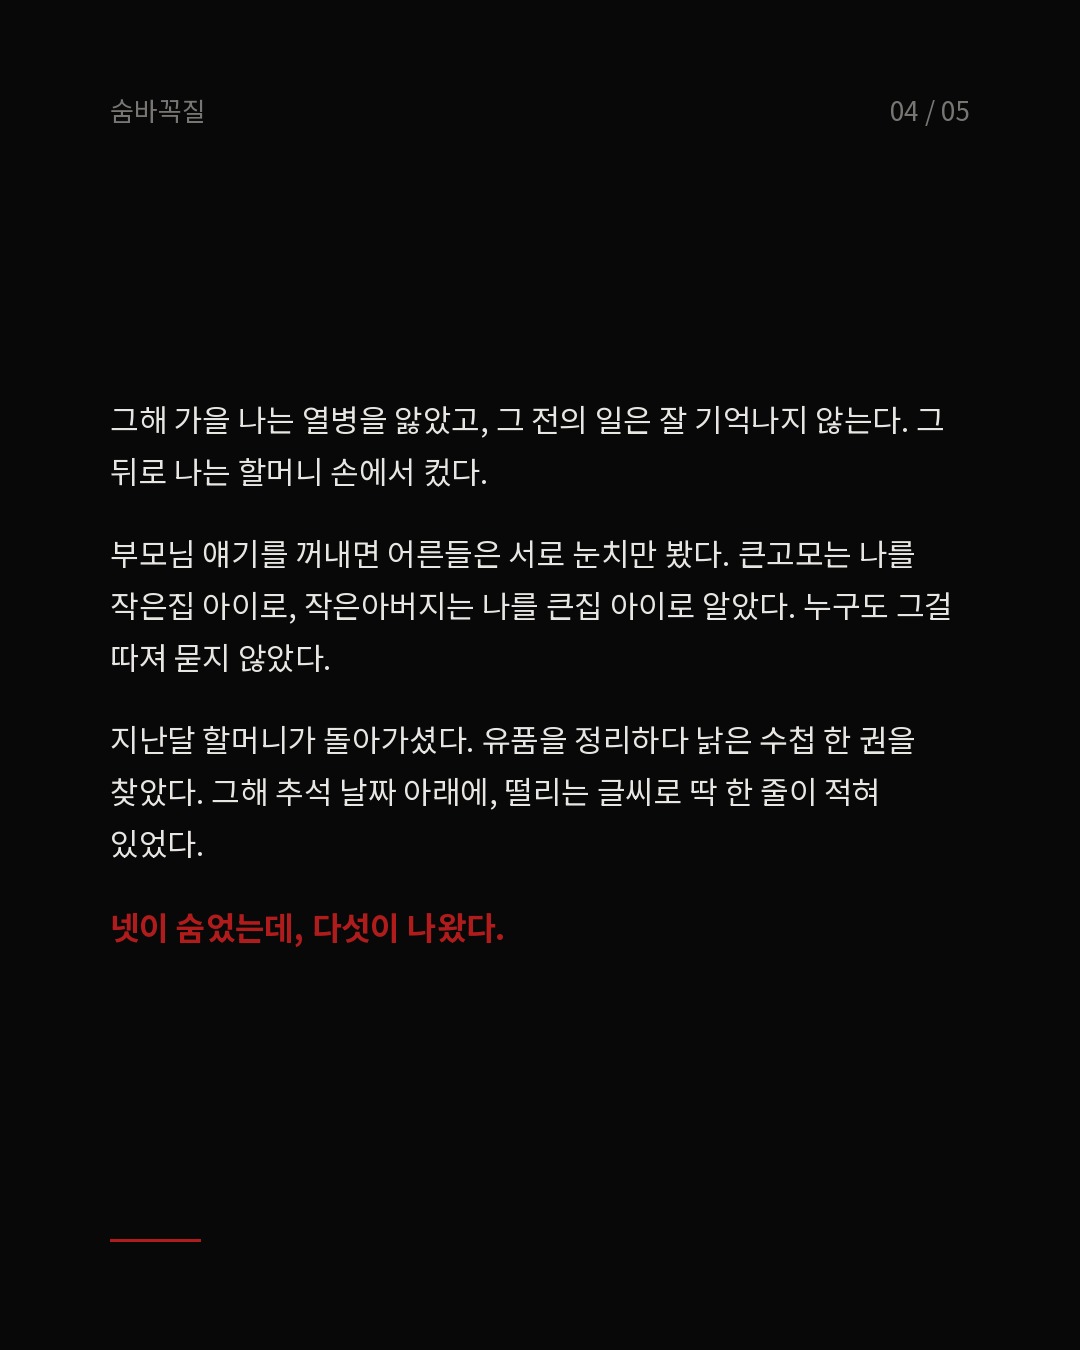 숨바꼭질
04 / 05
그해 가을 나는 열병을 앓았고, 그 전의 일은 잘 기억나지 않는다. 그
뒤로 나는 할머니 손에서 컸다.
부모님 얘기를 꺼내면 어른들은 서로 눈치만 봤다. 큰고모는 나를
작은집 아이로, 작은아버지는 나를 큰집 아이로 알았다. 누구도 그걸
따져 묻지 않았다.
지난달 할머니가 돌아가셨다. 유품을 정리하다 낡은 수첩 한 권을
찾았다. 그해 추석 날짜 아래에, 떨리는 글씨로 딱 한 줄이 적혀
있었다.
넷이 숨었는데, 다섯이 나왔다.